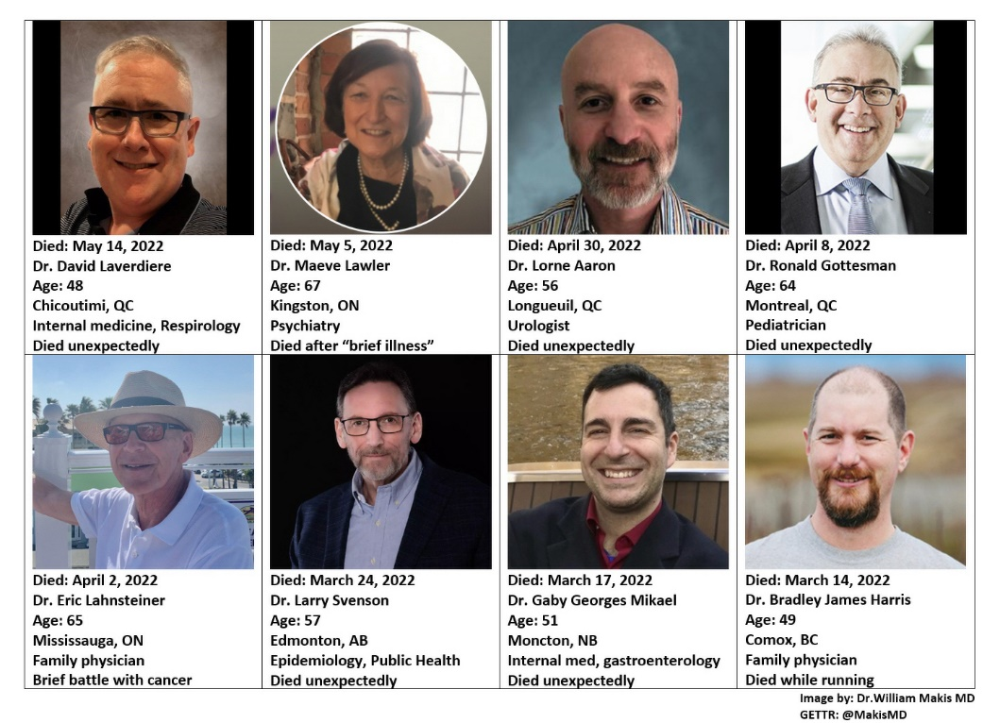 Died: May 14, 2022
Dr. David Laverdiere
Age: 48
Chicoutimi, QC
Internal medicine, Respirology
Died unexpectedly
Died: May 5, 2022
Dr. Maeve Lawler
Age: 67
Kingston, ON
Psychiatry
Died after “brief illness”
Died: April 30, 2022
Dr. Lorne Aaron
Age: 56
Longueuil, QC
Urologist
Died unexpectedly
Died: April 8, 2022
Dr. Ronald Gottesman
Age: 64
Montreal, QC
Pediatrician
Died unexpectedly
Died: April 2, 2022
Dr. Eric Lahnsteiner
Age: 65
Mississauga, ON
Family physician
Brief battle with cancer
Died: March 24, 2022
Dr. Larry Svenson
Age: 57
Edmonton, AB
Epidemiology, Public Health
Died unexpectedly
Died: March 17, 2022
Dr. Gaby Georges Mikael
Age: 51
Moncton, NB
Internal med, gastroenterology
Died unexpectedly
Died: March 14, 2022
Dr. Bradley James Harris
Age: 49
Comox, BC
Family physician
Died while running
Image by: Dr.William Makis MD
GETTR: @MakisMD